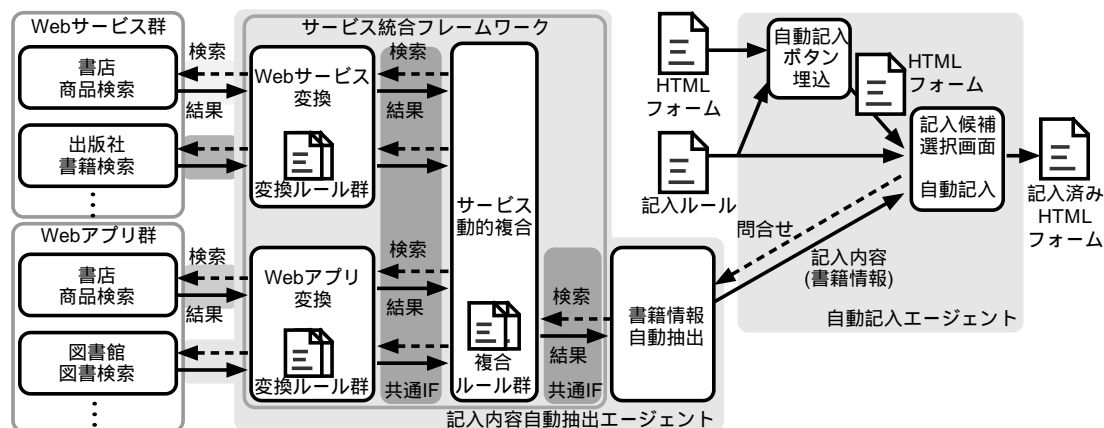 Webサービス群
書店
商品検索
出版社
書籍検索
Webアプリ群
書店
商品検索
図書館
図書検索
検索
結果
検索
結果
サービス統合フレームワーク
Webサービス
変換
変換ルール群
Webアプリ
変換
変換ルール群
検索
結果
検索
結果
共通IF
サービス
動的複合
複合
ルール群
検索
結果
共通IF
書籍情報
自動抽出
記入内容自動抽出エージェント
HTML
フォーム
記入ルール
自動記入
ボタン
埋込
HTML
フォーム
記入候補
選択画面
自動記入
記入済み
HTML
フォーム
問合せ
記入内容
(書籍情報)
自動記入エージェント